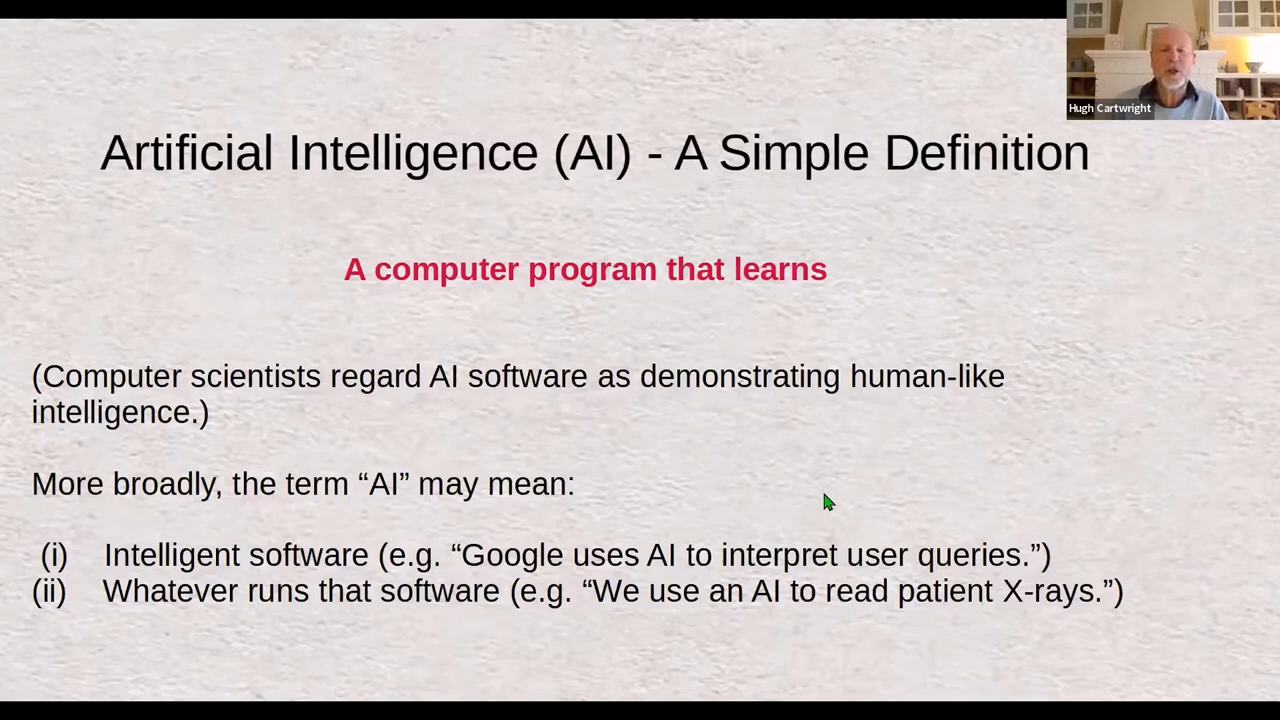 Hugh Cartwright
Artificial Intelligence (AI) - A Simple Definition
A computer program that learns
(Computer scientists regard AI software as demonstrating human-like
intelligence.)
More broadly, the term “AI” may mean:
(i) Intelligent software (e.g. “Google uses AI to interpret user queries.”)
(ii) Whatever runs that software (e.g. “We use an AI to read patient X-rays.”)